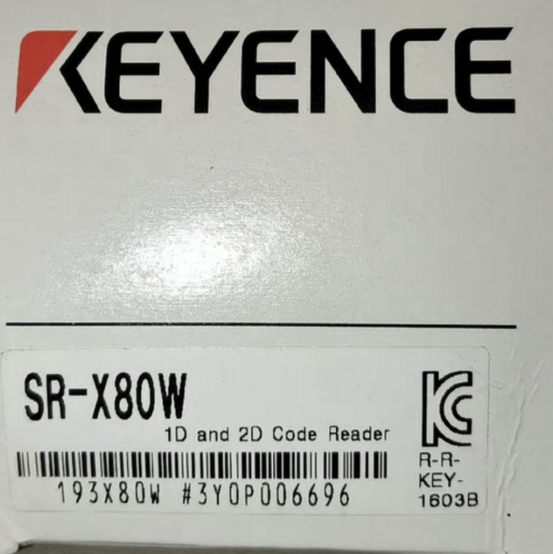 KEYENCE
SR-X80W
1D and 2D Code Reader
193X80W #3Y0P006696
R-R-
KEY-
1603B